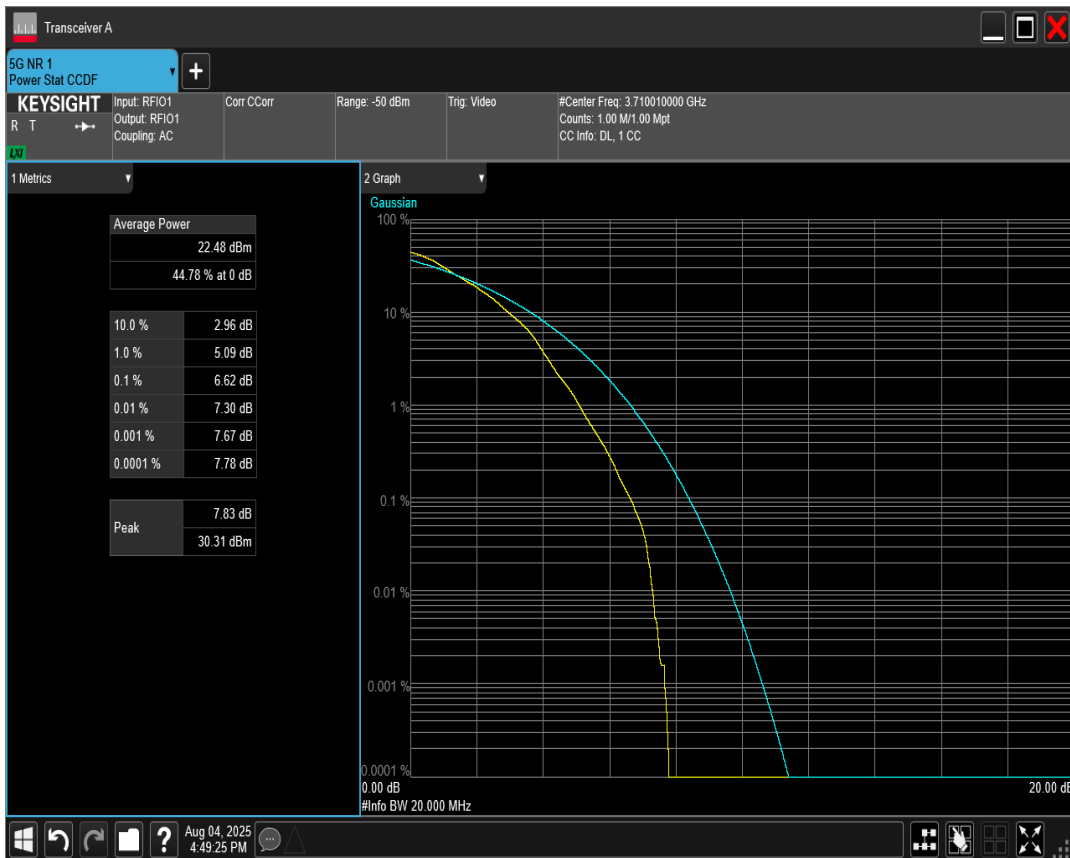 Transceiver A
5G NR 1
Power Stat CCDF
KEYSIGHT
R T
LXI
Input: RFIO1
Output: RFIO1
Coupling: AC
Corr CCorr
Range: -50 dBm
Trig: Video
#Center Freq: 3.710010000 GHz
Counts: 1.00 M/1.00 Mpt
CC Info: DL, 1 CC
1 Metrics
Average Power
22.48 dBm
44.78 % at 0 dB
10.0 % 2.96 dB
1.0 % 5.09 dB
0.1 % 6.62 dB
0.01 % 7.30 dB
0.001 % 7.67 dB
0.0001 % 7.78 dB
Peak
7.83 dB
30.31 dBm
2 Graph
Gaussian
100 %
10 %
1 %
0.1 %
0.01 %
0.001 %
0.0001 %
0.00 dB 20.00 dB
#Info BW 20.000 MHz
?
Aug 04, 2025
4:49:25 PM